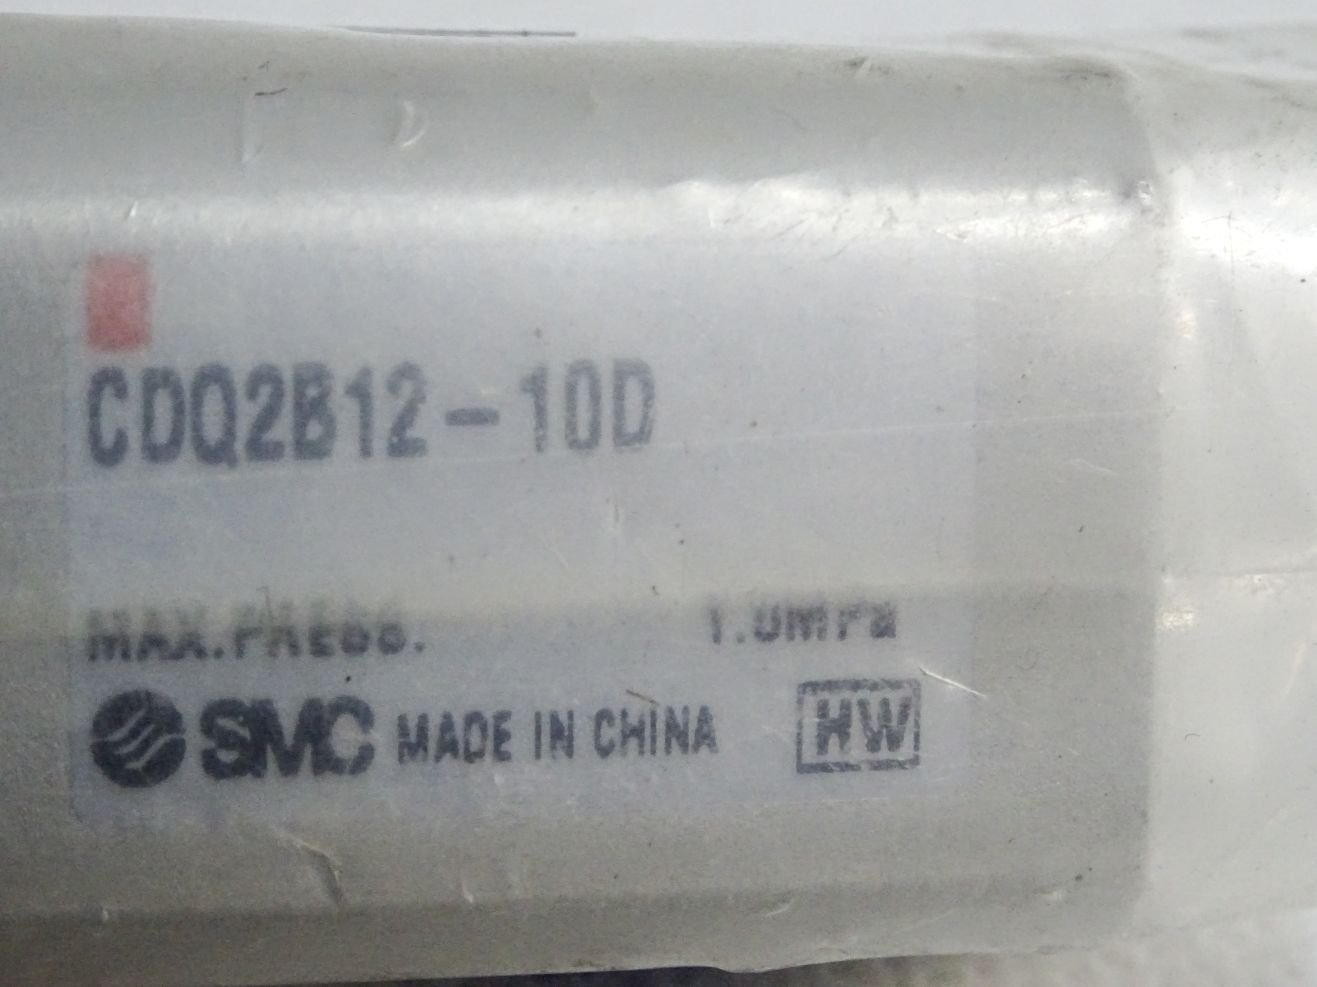 CDQ2B12-10D
MAX.PRESS. 1.0MPa
SMC MADE IN CHINA HW